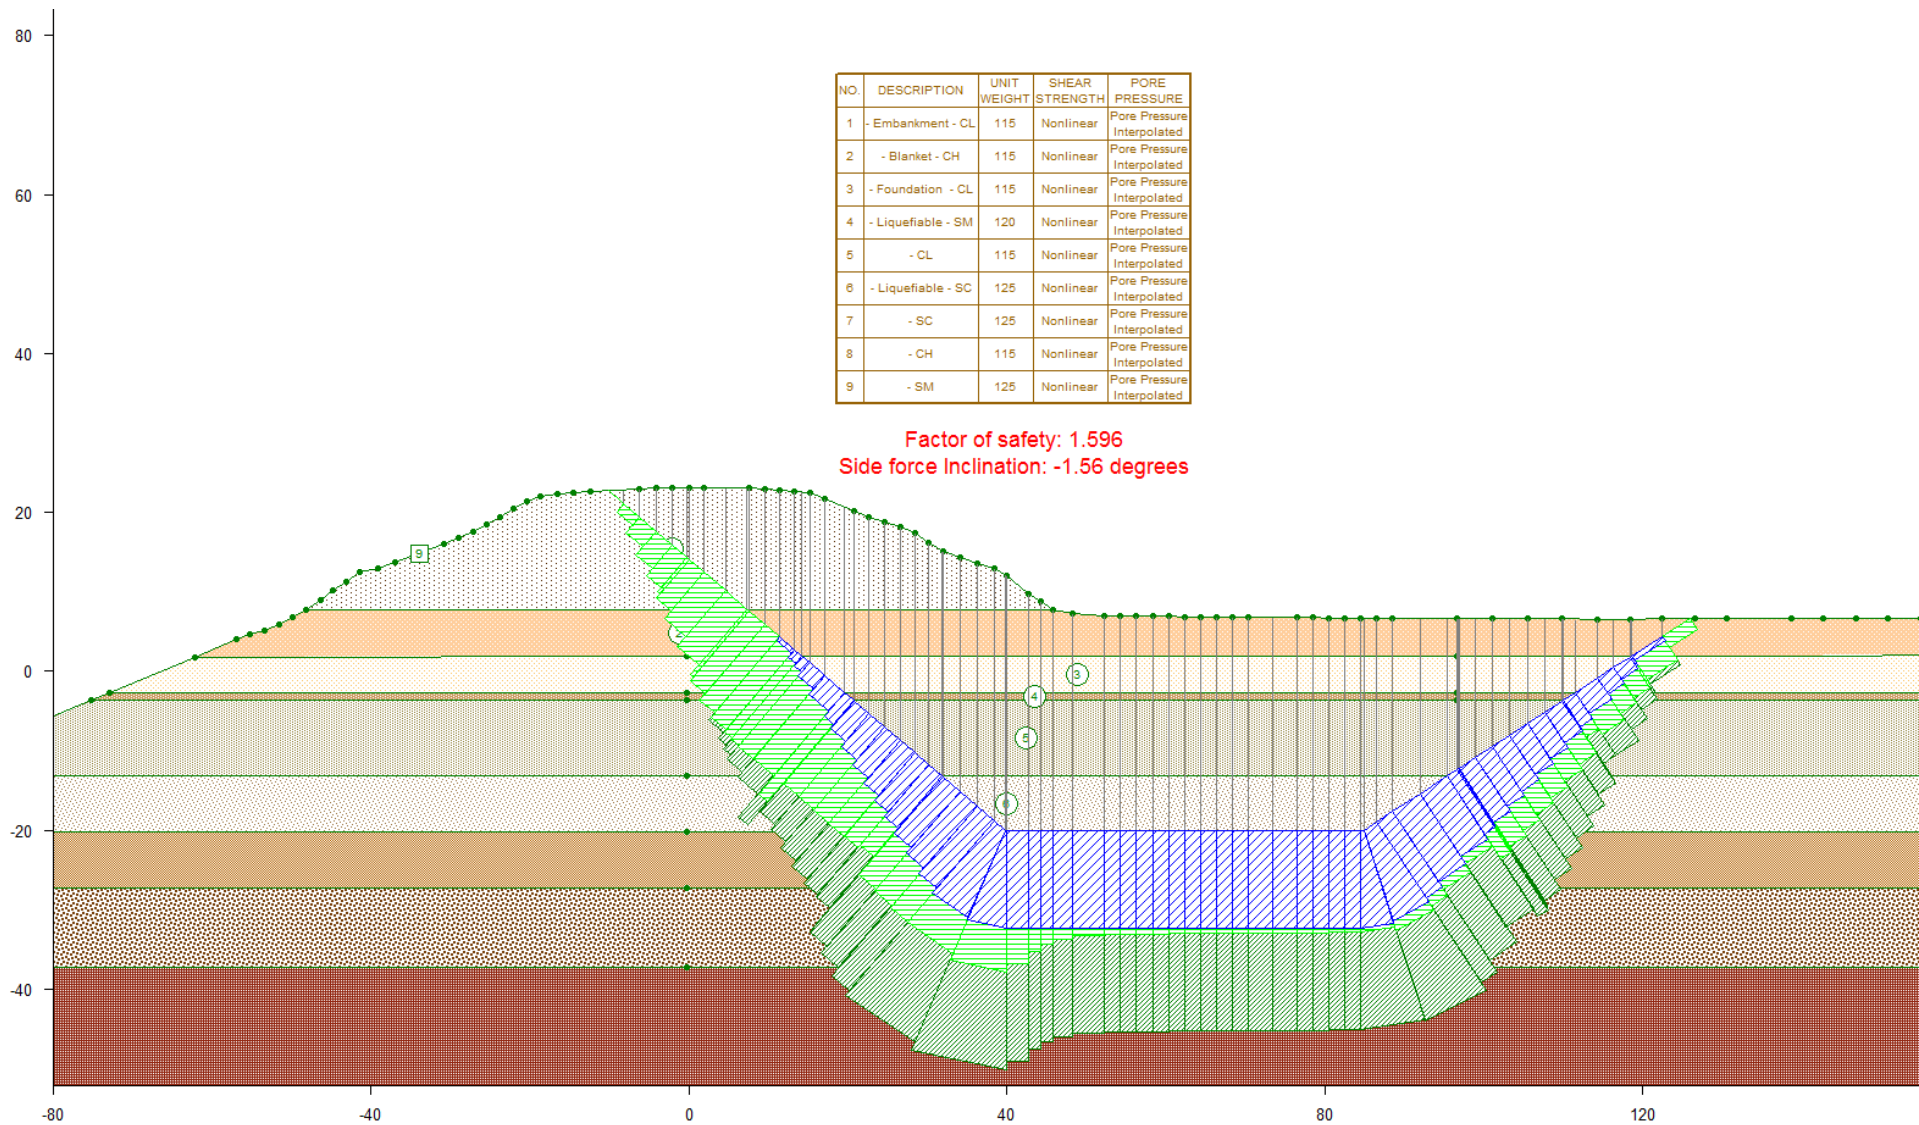 80
60
40
20
0
-20
-40
-80
-40
0
40
80
120
NO. DESCRIPTION UNIT WEIGHT SHEAR STRENGTH PORE PRESSURE
1 - Embankment - CL 115 Nonlinear Pore Pressure Interpolated
2 - Blanket - CH 115 Nonlinear Pore Pressure Interpolated
3 - Foundation - CL 115 Nonlinear Pore Pressure Interpolated
4 - Liquefiable - SM 120 Nonlinear Pore Pressure Interpolated
5 - CL 115 Nonlinear Pore Pressure Interpolated
6 - Liquefiable - SC 125 Nonlinear Pore Pressure Interpolated
7 - SC 125 Nonlinear Pore Pressure Interpolated
8 - CH 115 Nonlinear Pore Pressure Interpolated
9 - SM 125 Nonlinear Pore Pressure Interpolated
Factor of safety: 1.596
Side force Inclination: -1.56 degrees
9
3
4
5
6